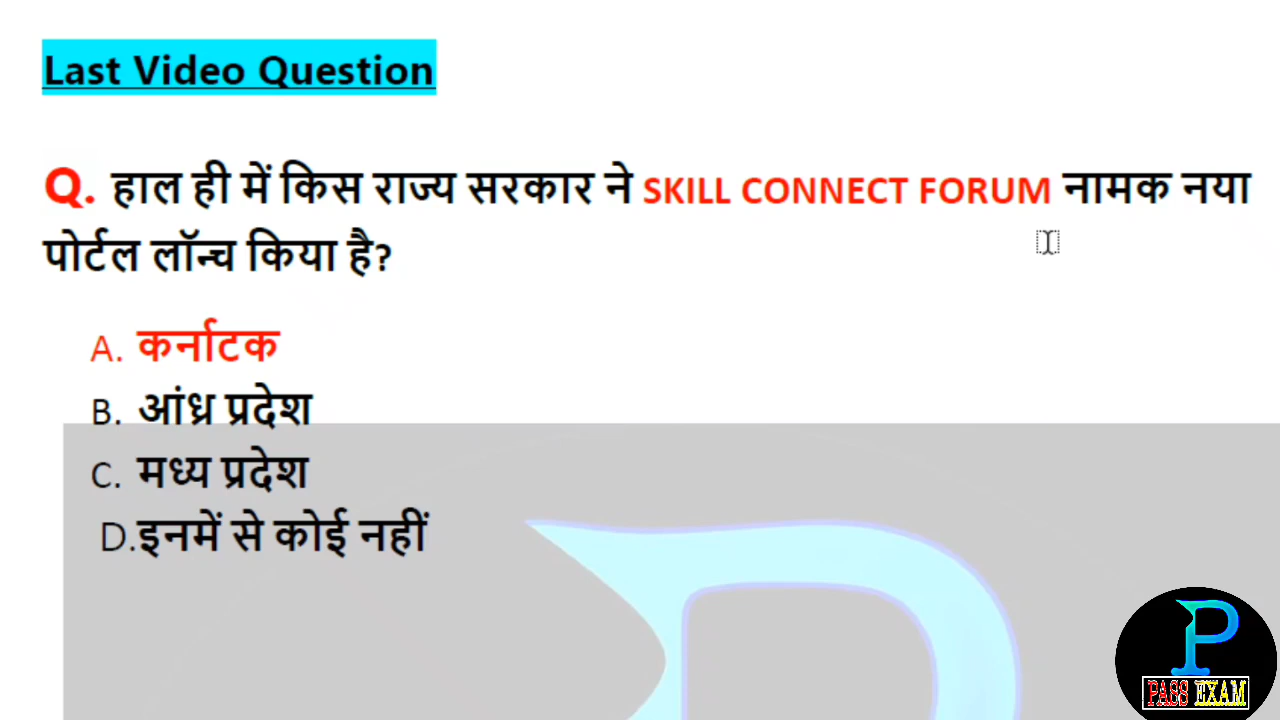 Last Video Question
Q. हाल ही में किस राज्य सरकार ने SKILL CONNECT FORUM नामक नया
पोर्टल लॉन्च किया है?
A. कर्नाटक
B. आंध्र प्रदेश
C. मध्य प्रदेश
D.इनमें से कोई नहीं
P
PASS EXAM